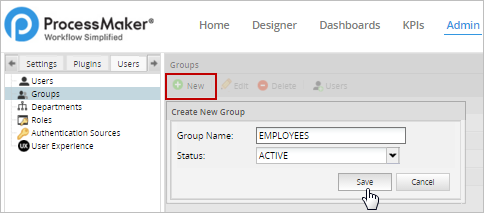 ProcessMaker®
Workflow Simplified
Home Designer Dashboards KPIs Admin
Settings Plugins Users
Users
Groups
Departments
Roles
Authentication Sources
UX User Experience
Groups
New Edit Delete Users
Create New Group
Group Name: EMPLOYEES
Status: ACTIVE
Save Cancel